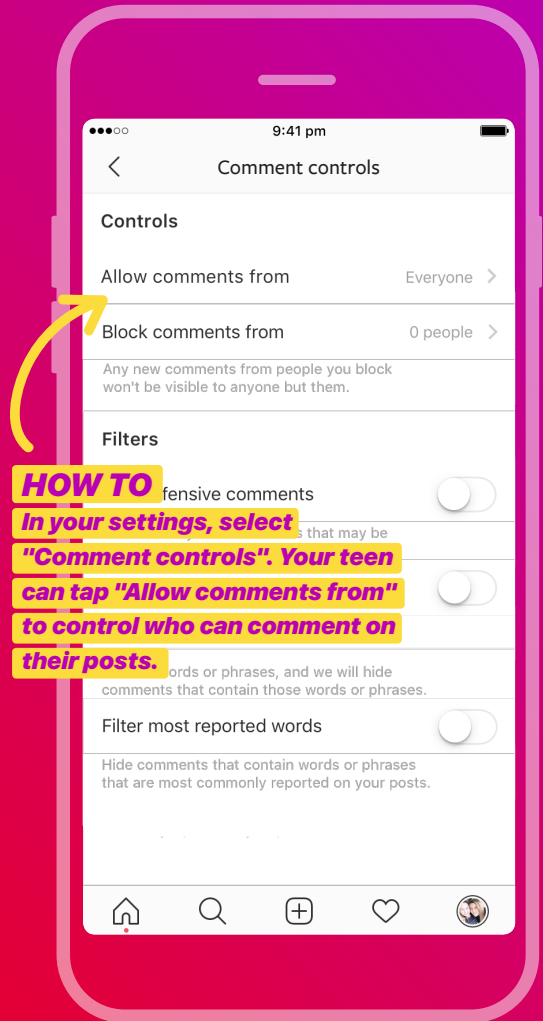 9:41 pm
Comment controls
Controls
Allow comments from Everyone
Block comments from 0 people
Any new comments from people you block
won't be visible to anyone but them.
Filters
comments
that may be
HOW TO
In your settings, select
"Comment controls". Your teen
can tap "Allow comments from"
to control who can comment on
their posts.
or phrases, and we will hide
comments that contain those words or phrases.
Filter most reported words
Hide comments that contain words or phrases
that are most commonly reported on your posts.